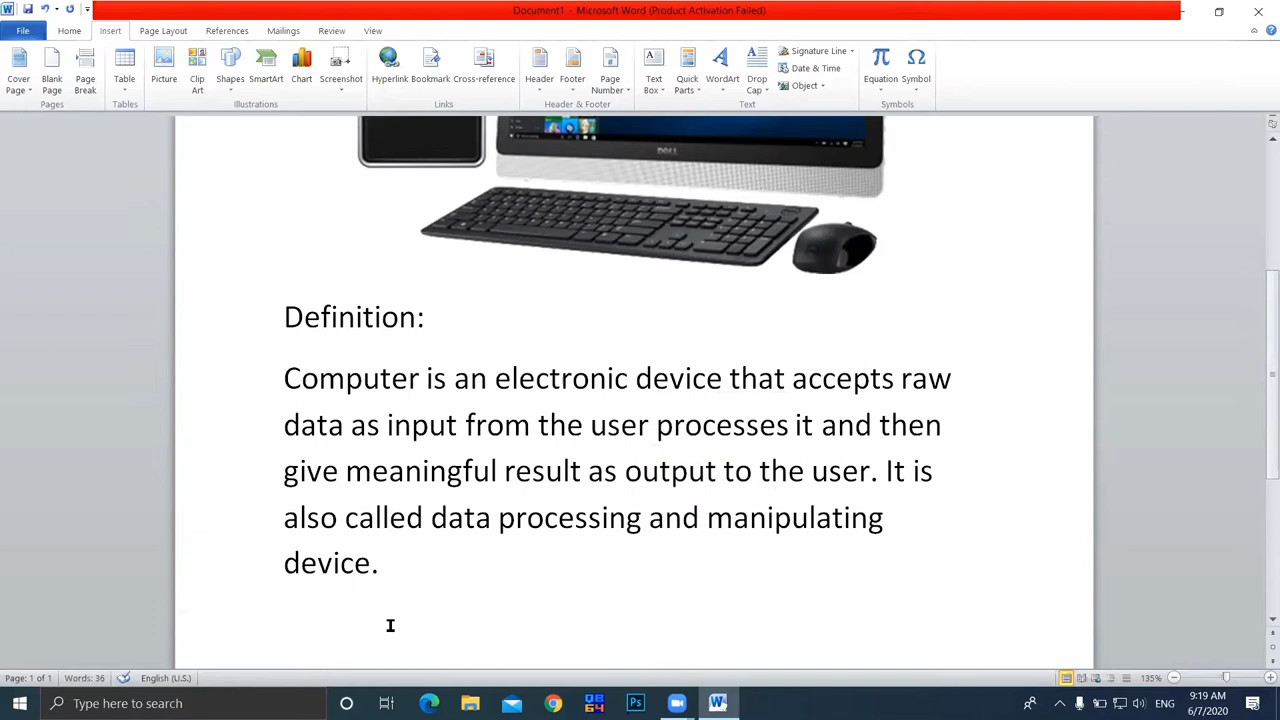 Document1 - Microsoft Word (Product Activation Failed)
File Home Insert Page Layout References Mailings Review View
Cover Page Blank Page Page Break Table Picture Clip Art Shapes SmartArt Chart Screenshot Hyperlink Bookmark Cross-reference Header Footer Page Number Text Box Quick Parts WordArt Drop Cap Signature Line Date & Time Object Equation Symbol
Pages Tables Illustrations Links Header & Footer Text Symbols
DELL
Definition:
Computer is an electronic device that accepts raw
data as input from the user processes it and then
give meaningful result as output to the user. It is
also called data processing and manipulating
device.
Page: 1 of 1 Words: 36 English (U.S.) 135%
Type here to search QB 64 Ps W ENG 9:19 AM
6/7/2020